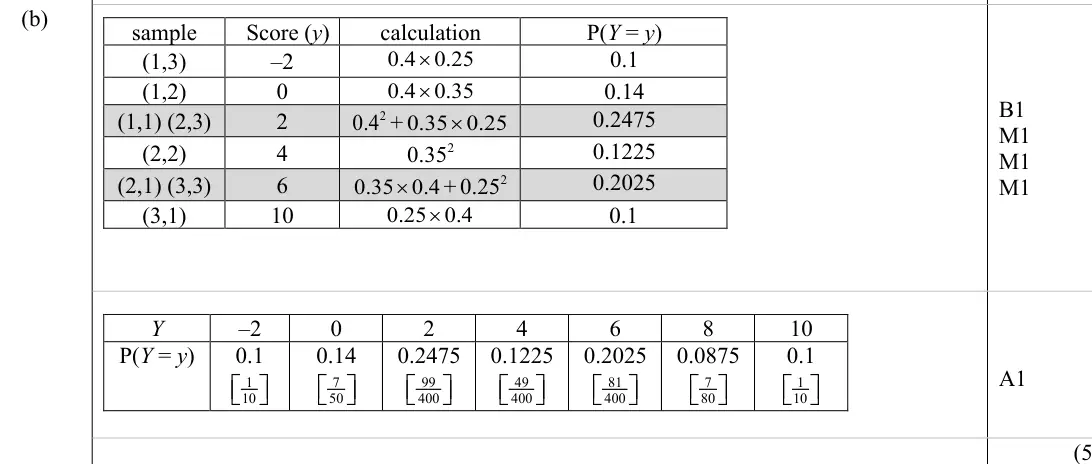 (b)
sample Score (y) calculation P(Y = y)
(1,3) –2 0.4 × 0.25 0.1
(1,2) 0 0.4 × 0.35 0.14
(1,1) (2,3) 2 0.4² + 0.35 × 0.25 0.2475
(2,2) 4 0.35² 0.1225
(2,1) (3,3) 6 0.35 × 0.4 + 0.25² 0.2025
(3,1) 10 0.25 × 0.4 0.1
B1
M1
M1
M1
Y –2 0 2 4 6 8 10
P(Y = y) 0.1 0.14 0.2475 0.1225 0.2025 0.0875 0.1
[1/10] [7/50] [99/400] [49/400] [81/400] [7/80] [1/10]
A1
(5